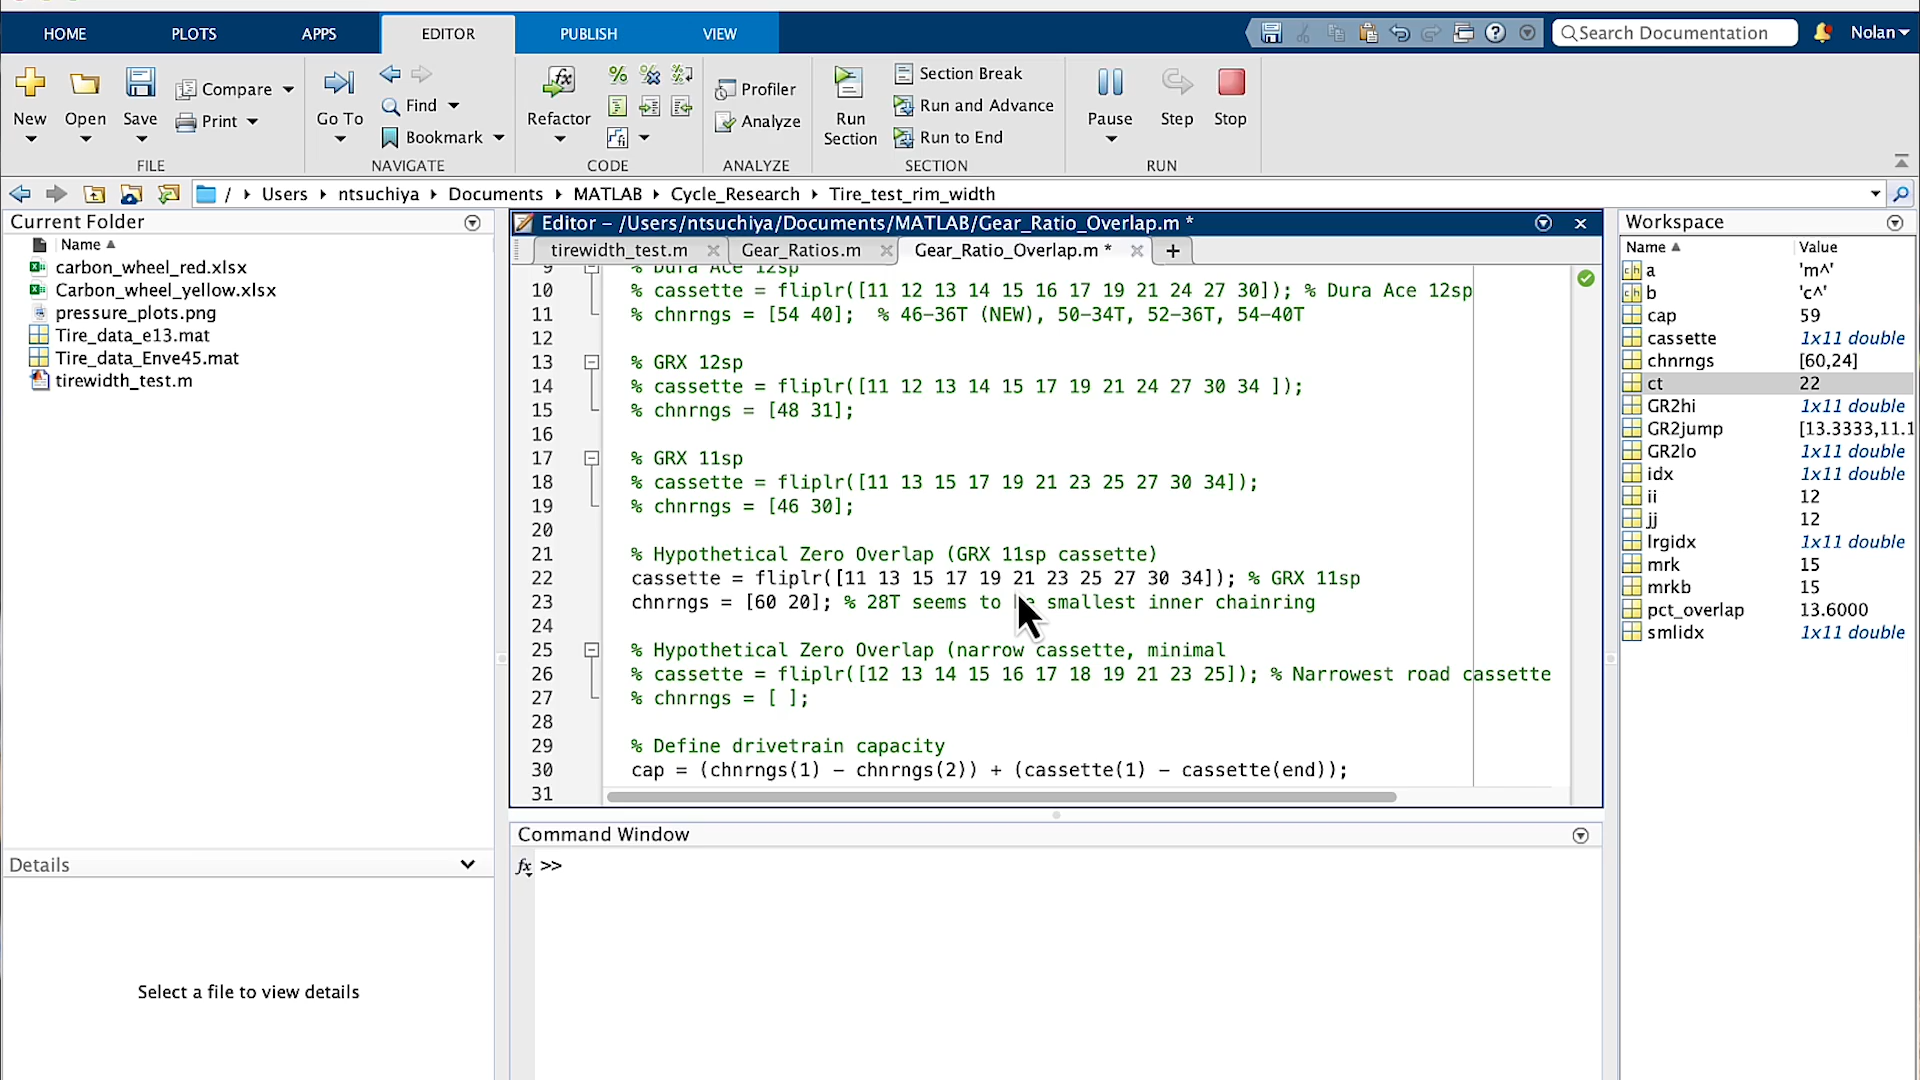 HOME PLOTS APPS EDITOR PUBLISH VIEW Search Documentation Nolan
New Open Save Compare Print
FILE
Go To Find Bookmark
NAVIGATE
Refactor
CODE
Profiler Analyze
ANALYZE
Run Section Section Break Run and Advance Run to End
SECTION
Pause Step Stop
RUN
/ Users ntsuchiya Documents MATLAB Cycle_Research Tire_test_rim_width
Current Folder
Name
carbon_wheel_red.xlsx
Carbon_wheel_yellow.xlsx
pressure_plots.png
Tire_data_e13.mat
Tire_data_Enve45.mat
tirewidth_test.m
Details
Select a file to view details
Editor – /Users/ntsuchiya/Documents/MATLAB/Gear_Ratio_Overlap.m *
tirewidth_test.m Gear_Ratios.m Gear_Ratio_Overlap.m * +
9 % Dura Ace 12sp
10 % cassette = fliplr([11 12 13 14 15 16 17 19 21 24 27 30]); % Dura Ace 12sp
11 % chnrngs = [54 40]; % 46-36T (NEW), 50-34T, 52-36T, 54-40T
12
13 % GRX 12sp
14 % cassette = fliplr([11 12 13 14 15 17 19 21 24 27 30 34 ]);
15 % chnrngs = [48 31];
16
17 % GRX 11sp
18 % cassette = fliplr([11 13 15 17 19 21 23 25 27 30 34]);
19 % chnrngs = [46 30];
20
21 % Hypothetical Zero Overlap (GRX 11sp cassette)
22 cassette = fliplr([11 13 15 17 19 21 23 25 27 30 34]); % GRX 11sp
23 chnrngs = [60 20]; % 28T seems to smallest inner chainring
24
25 % Hypothetical Zero Overlap (narrow cassette, minimal
26 % cassette = fliplr([12 13 14 15 16 17 18 19 21 23 25]); % Narrowest road cassette
27 % chnrngs = [ ];
28
29 % Define drivetrain capacity
30 cap = (chnrngs(1) - chnrngs(2)) + (cassette(1) - cassette(end));
31
Command Window
fx >>
Workspace
Name Value
a 'm^'
b 'c^'
cap 59
cassette 1x11 double
chnrngs [60,24]
ct 22
GR2hi 1x11 double
GR2jump [13.3333,11.1
GR2lo 1x11 double
idx 1x11 double
ii 12
jj 12
lrgidx 1x11 double
mrk 15
mrkb 15
pct_overlap 13.6000
smlidx 1x11 double